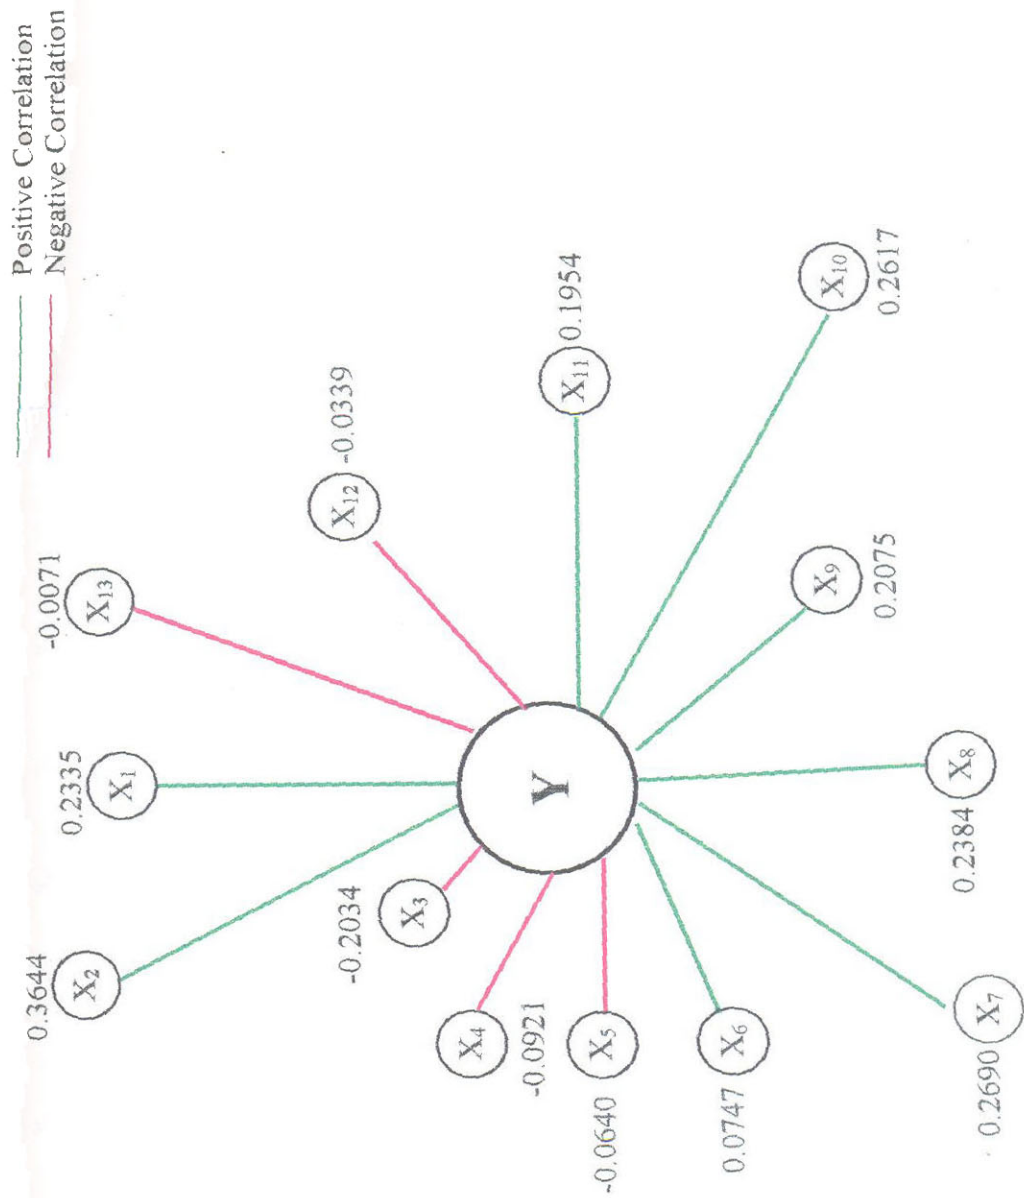 Positive Correlation
Negative Correlation
0.3644
X₂
0.2335
X₁
-0.0071
X₁₃
-0.2034
X₃
X₁₂ -0.0339
X₄
-0.0921
Y
X₁₁ 0.1954
-0.0640 X₅
0.0747 X₆
X₉
0.2075
X₁₀
0.2617
0.2384 X₈
0.2690 X₇